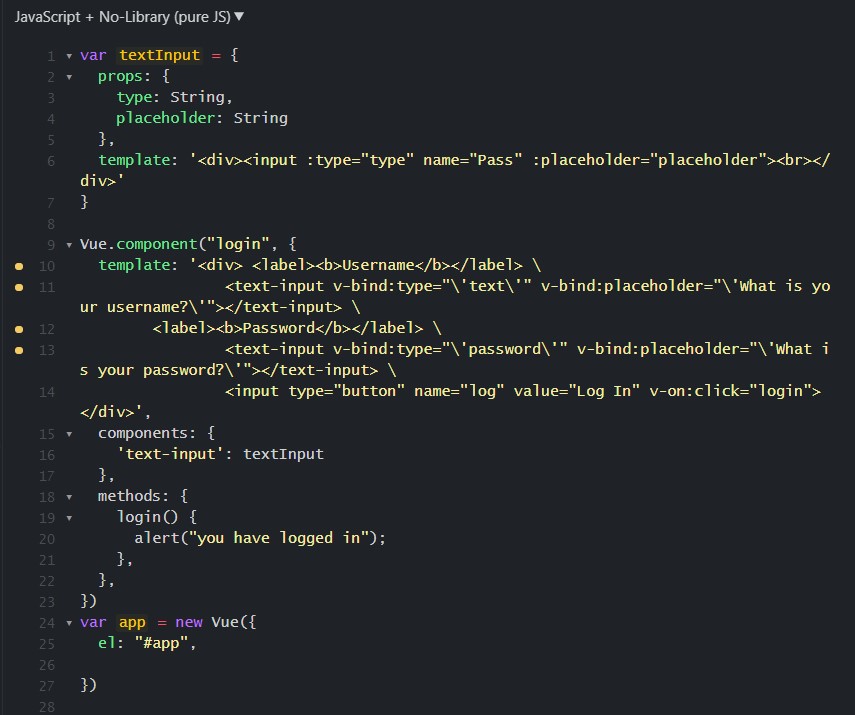 JavaScript + No-Library (pure JS) ▼
1 ▾ var textInput = {
2 ▾   props: {
3     type: String,
4     placeholder: String
5   },
6   template: '<div><input :type="type" name="Pass" :placeholder="placeholder"><br></
div>'
7 }
8
9 ▾ Vue.component("login", {
10   template: '<div> <label><b>Username</b></label> \
11                 <text-input v-bind:type="\'text\'" v-bind:placeholder="\'What is yo
ur username?\'"></text-input> \
12         <label><b>Password</b></label> \
13                 <text-input v-bind:type="\'password\'" v-bind:placeholder="\'What i
s your password?\'"></text-input> \
14                 <input type="button" name="log" value="Log In" v-on:click="login">
</div>',
15 ▾   components: {
16     'text-input': textInput
17   },
18 ▾   methods: {
19 ▾     login() {
20       alert("you have logged in");
21     },
22   },
23 })
24 ▾ var app = new Vue({
25   el: "#app",
26
27 })
28